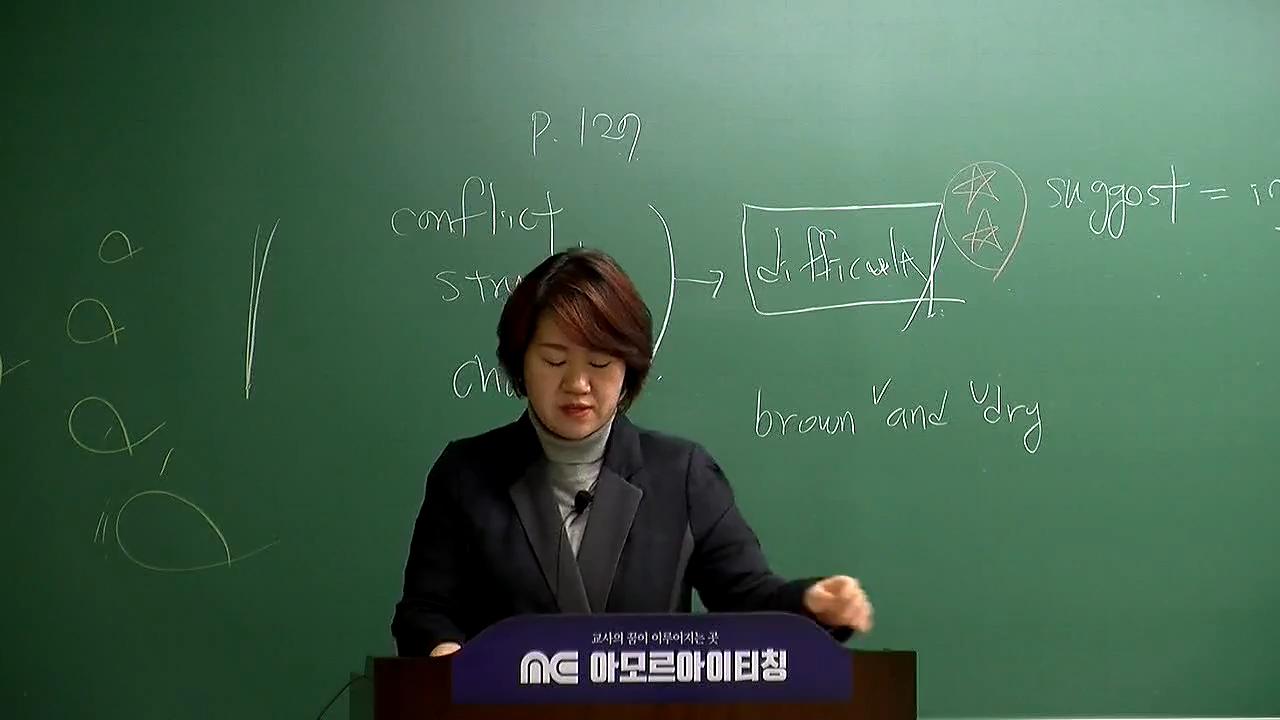 p. 129
conflict
difficulty
suggost =
brown and dry
교사의 꿈이 이루어지는 곳
아모르아이티칭